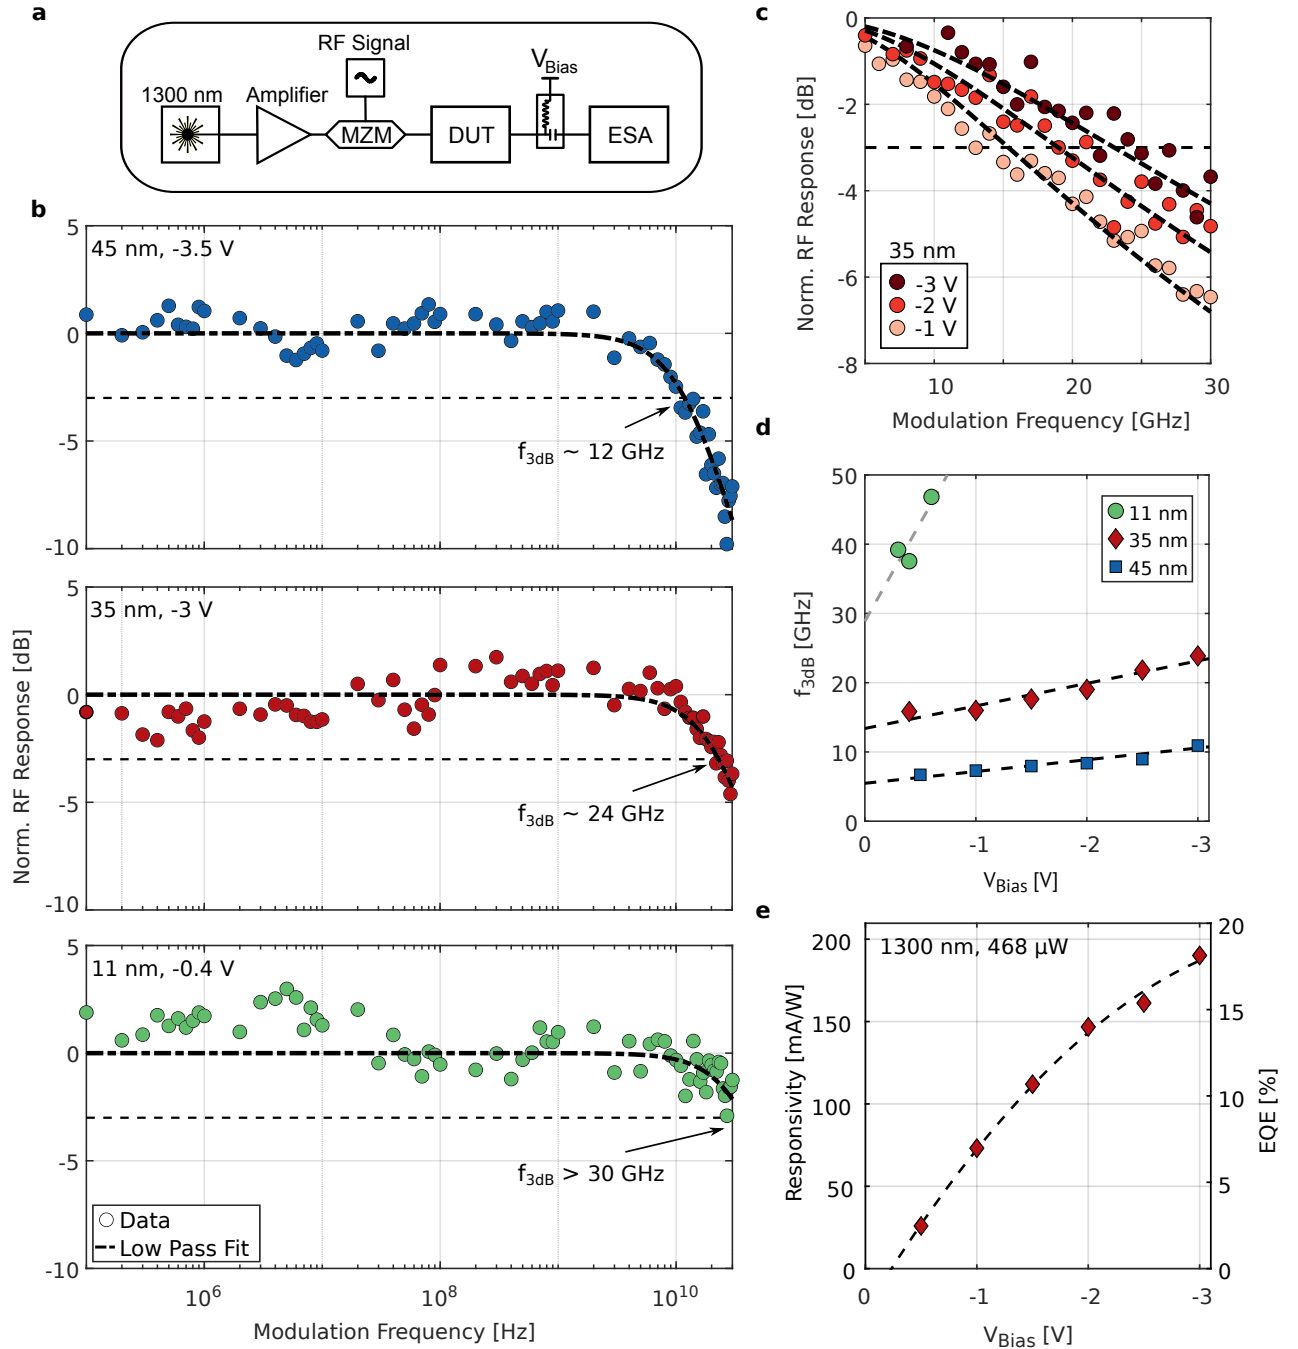 a
RF Signal
V_Bias
1300 nm
Amplifier
MZM
DUT
ESA
b
Norm. RF Response [dB]
5
0
-5
-10
45 nm, -3.5 V
f_3dB ~ 12 GHz
5
0
-5
-10
35 nm, -3 V
f_3dB ~ 24 GHz
5
0
-5
-10
11 nm, -0.4 V
f_3dB > 30 GHz
Data
Low Pass Fit
10^6
10^8
10^10
Modulation Frequency [Hz]
c
Norm. RF Response [dB]
0
-2
-4
-6
-8
35 nm
-3 V
-2 V
-1 V
10
20
30
Modulation Frequency [GHz]
d
f_3dB [GHz]
50
40
30
20
10
0
11 nm
35 nm
45 nm
0
-1
-2
-3
V_Bias [V]
e
Responsivity [mA/W]
200
150
100
50
0
1300 nm, 468 μW
20
15
10
5
0
EQE [%]
0
-1
-2
-3
V_Bias [V]